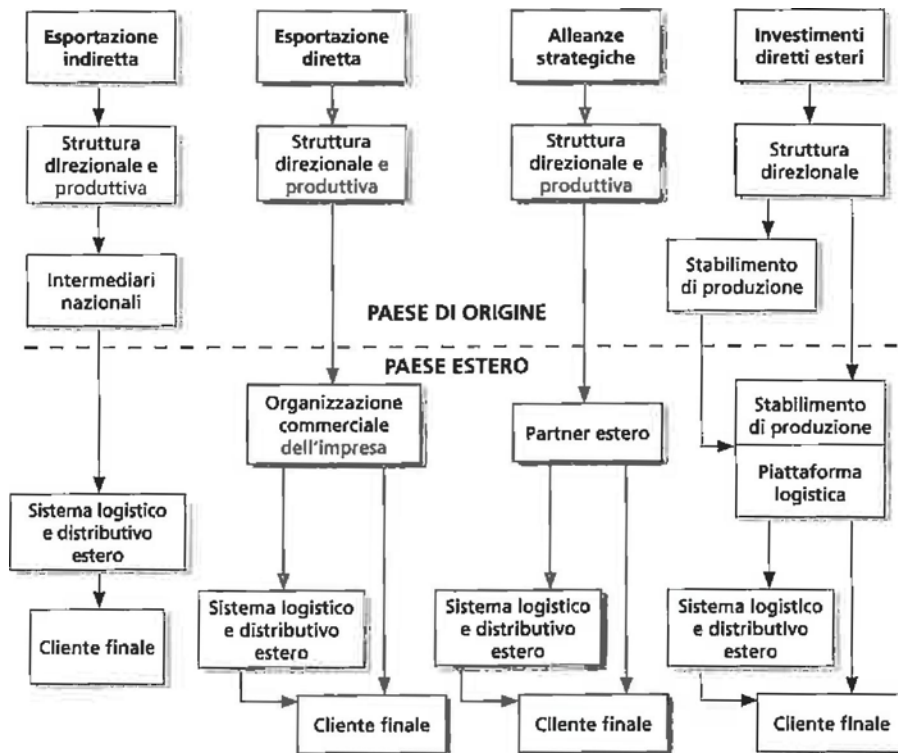 Esportazione
indiretta
Struttura
direzionale e
produttiva
Intermediari
nazionali
Sistema logistico
e distributivo
estero
Cliente finale
Esportazione
diretta
Struttura
direzionale e
produttiva
Organizzazione
commerciale
dell'impresa
Sistema logistico
e distributivo
estero
Cliente finale
Alleanze
strategiche
Struttura
direzionale e
produttiva
Partner estero
Sistema logistico
e distributivo
estero
Cliente finale
Investimenti
diretti esteri
Struttura
direzionale
Stabilimento
di produzione
Stabilimento
di produzione
Piattaforma
logistica
Sistema logistico
e distributivo
estero
Cliente finale
PAESE DI ORIGINE
PAESE ESTERO